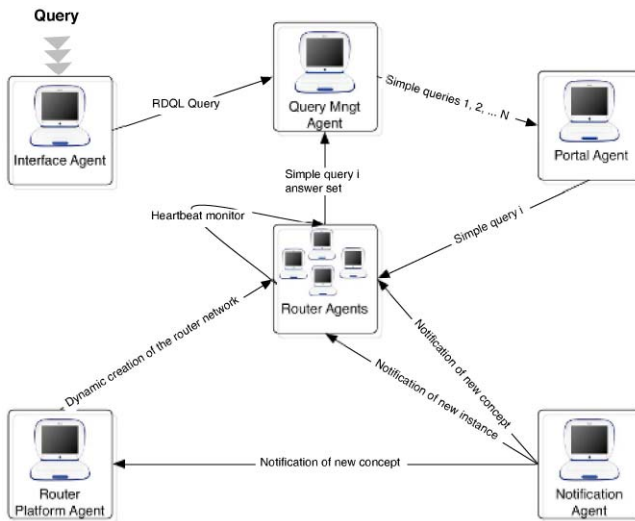 Query
Interface Agent
RDQL Query
Query Mngt
Agent
Simple queries 1, 2, ... N
Portal Agent
Simple query i
answer set
Simple query i
Heartbeat monitor
Router Agents
Dynamic creation of the router network
Notification of new concept
Notification of new instance
Router
Platform Agent
Notification of new concept
Notification
Agent